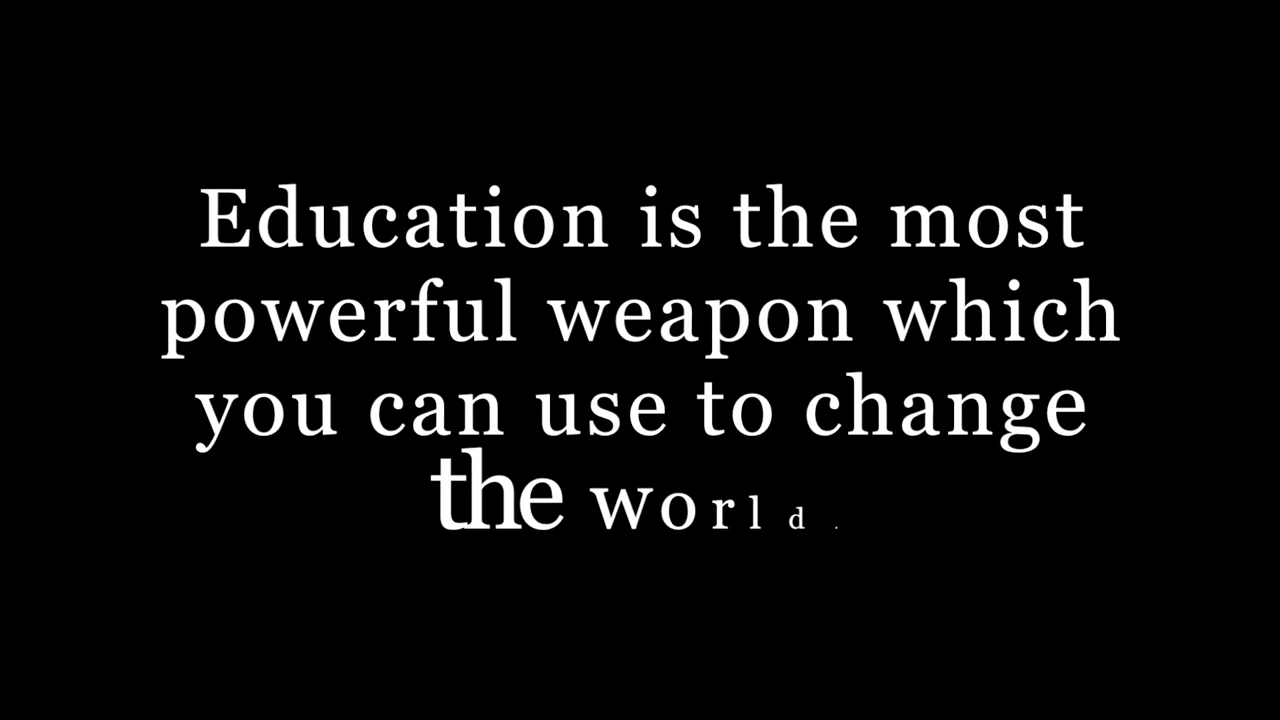 Education is the most
powerful weapon which
you can use to change
the world.